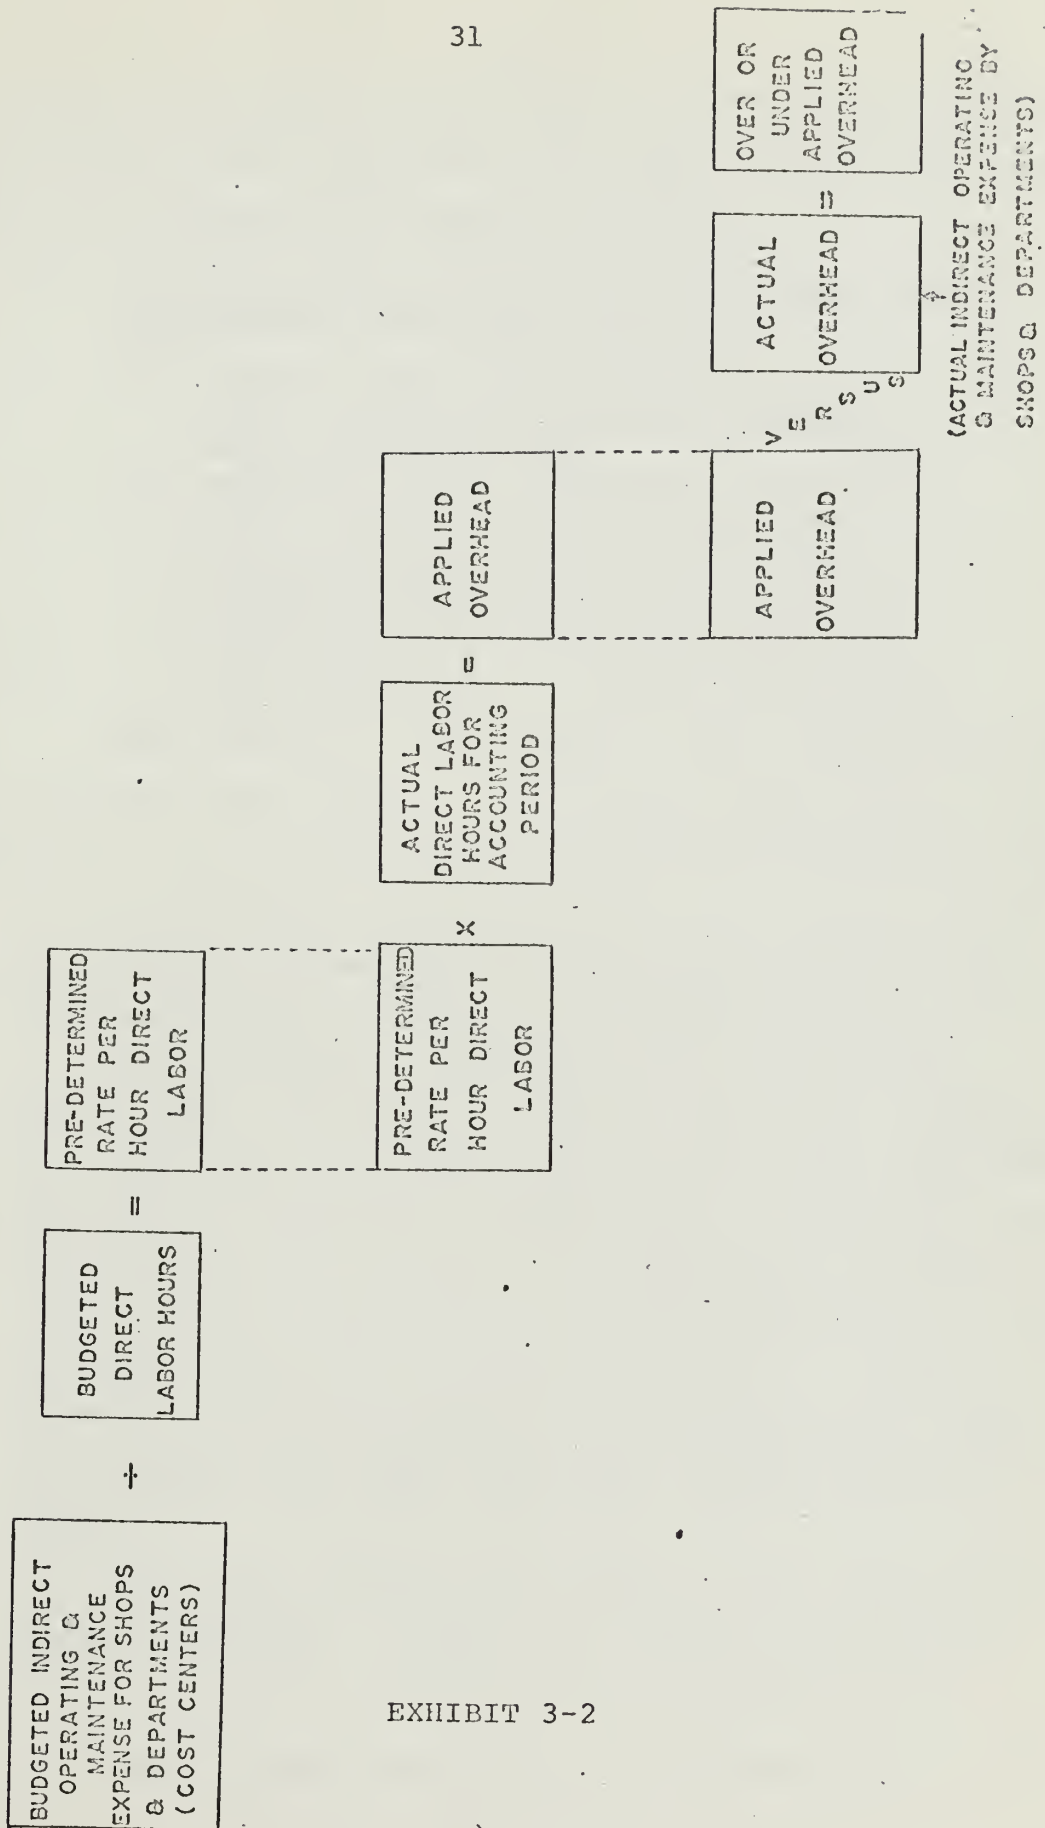 31
BUDGETED INDIRECT
OPERATING &
MAINTENANCE
EXPENSE FOR SHOPS
& DEPARTMENTS
(COST CENTERS)
÷
BUDGETED
DIRECT
LABOR HOURS
=
PRE-DETERMINED
RATE PER
HOUR DIRECT
LABOR
PRE-DETERMINED
RATE PER
HOUR DIRECT
LABOR
X
ACTUAL
DIRECT LABOR
HOURS FOR
ACCOUNTING
PERIOD
=
APPLIED
OVERHEAD
APPLIED
OVERHEAD
VERSUS
ACTUAL
OVERHEAD
=
OVER OR
UNDER
APPLIED
OVERHEAD
(ACTUAL INDIRECT OPERATING
& MAINTENANCE EXPENSE BY
SHOPS & DEPARTMENTS)
EXHIBIT 3-2